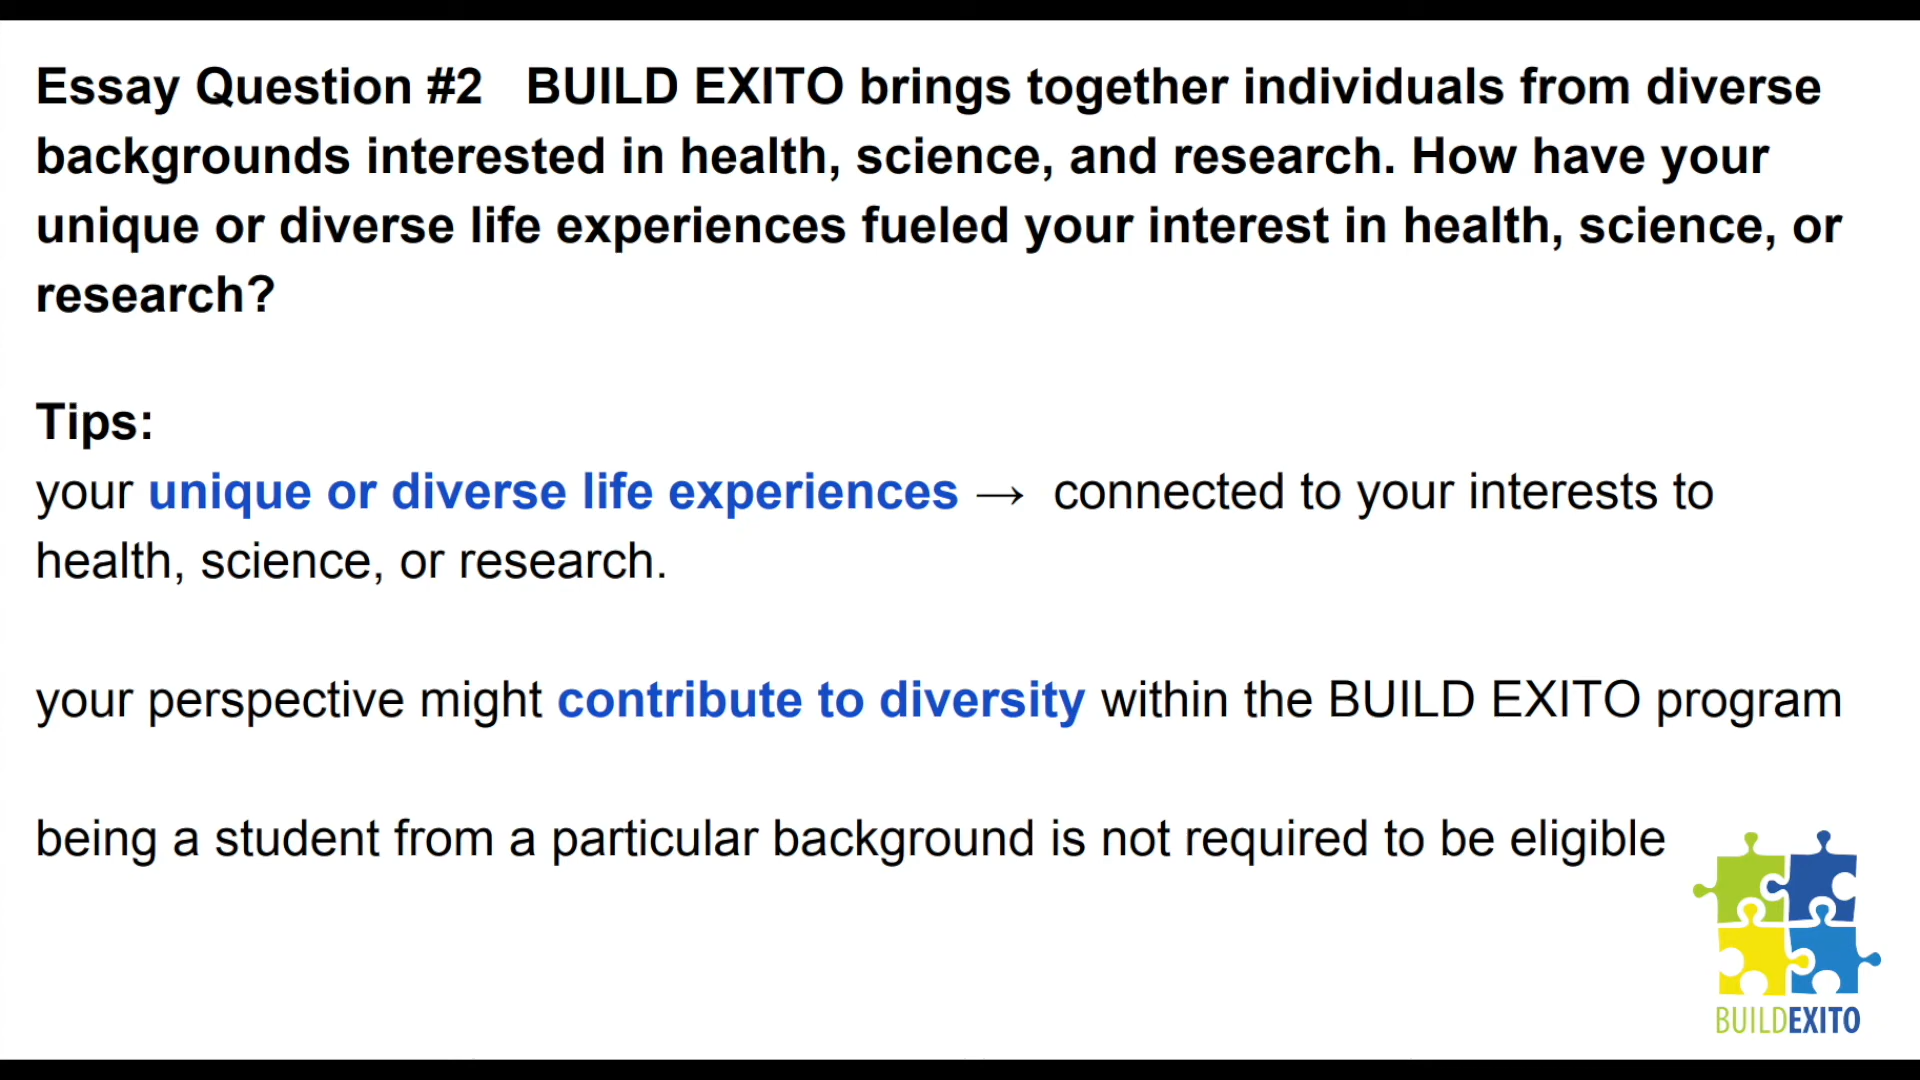 Essay Question #2 BUILD EXITO brings together individuals from diverse
backgrounds interested in health, science, and research. How have your
unique or diverse life experiences fueled your interest in health, science, or
research?
Tips:
your unique or diverse life experiences → connected to your interests to
health, science, or research.
your perspective might contribute to diversity within the BUILD EXITO program
being a student from a particular background is not required to be eligible
BUILDEXITO